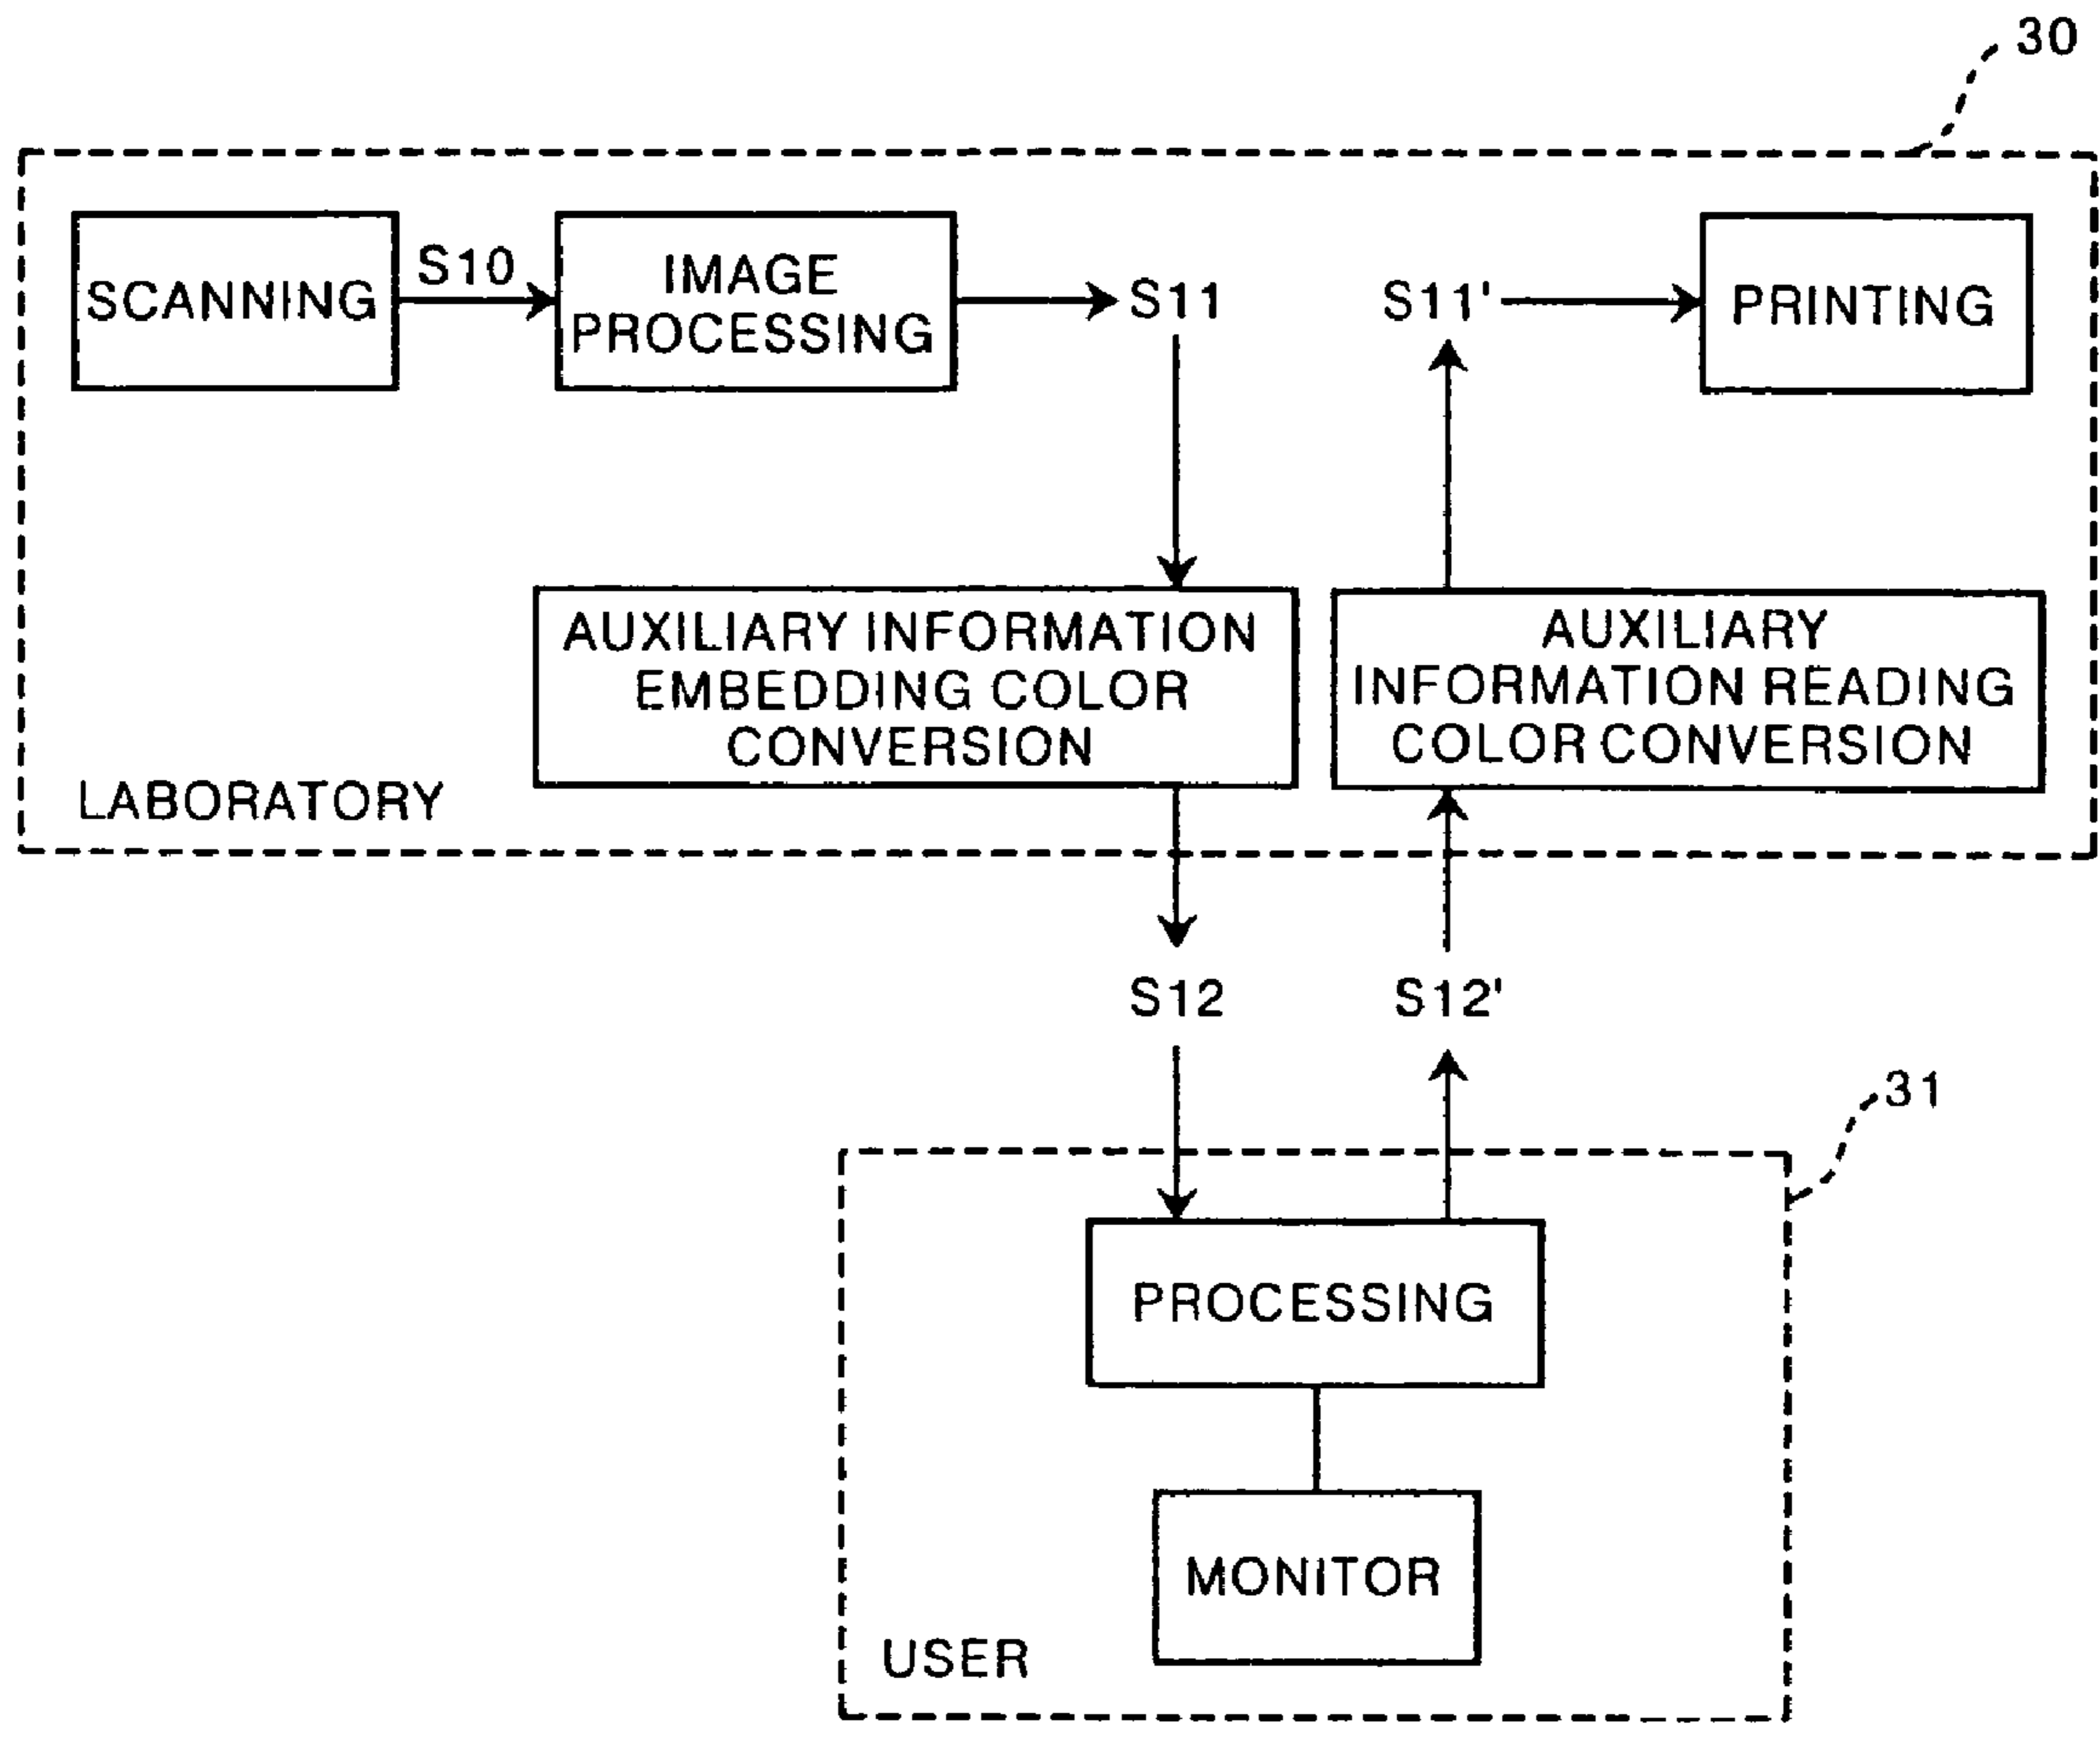 30
SCANNING
S10
IMAGE
PROCESSING
S11
S11'
PRINTING
AUXILIARY INFORMATION
EMBEDDING COLOR
CONVERSION
AUXILIARY
INFORMATION READING
COLOR CONVERSION
LABORATORY
S12
S12'
31
PROCESSING
MONITOR
USER